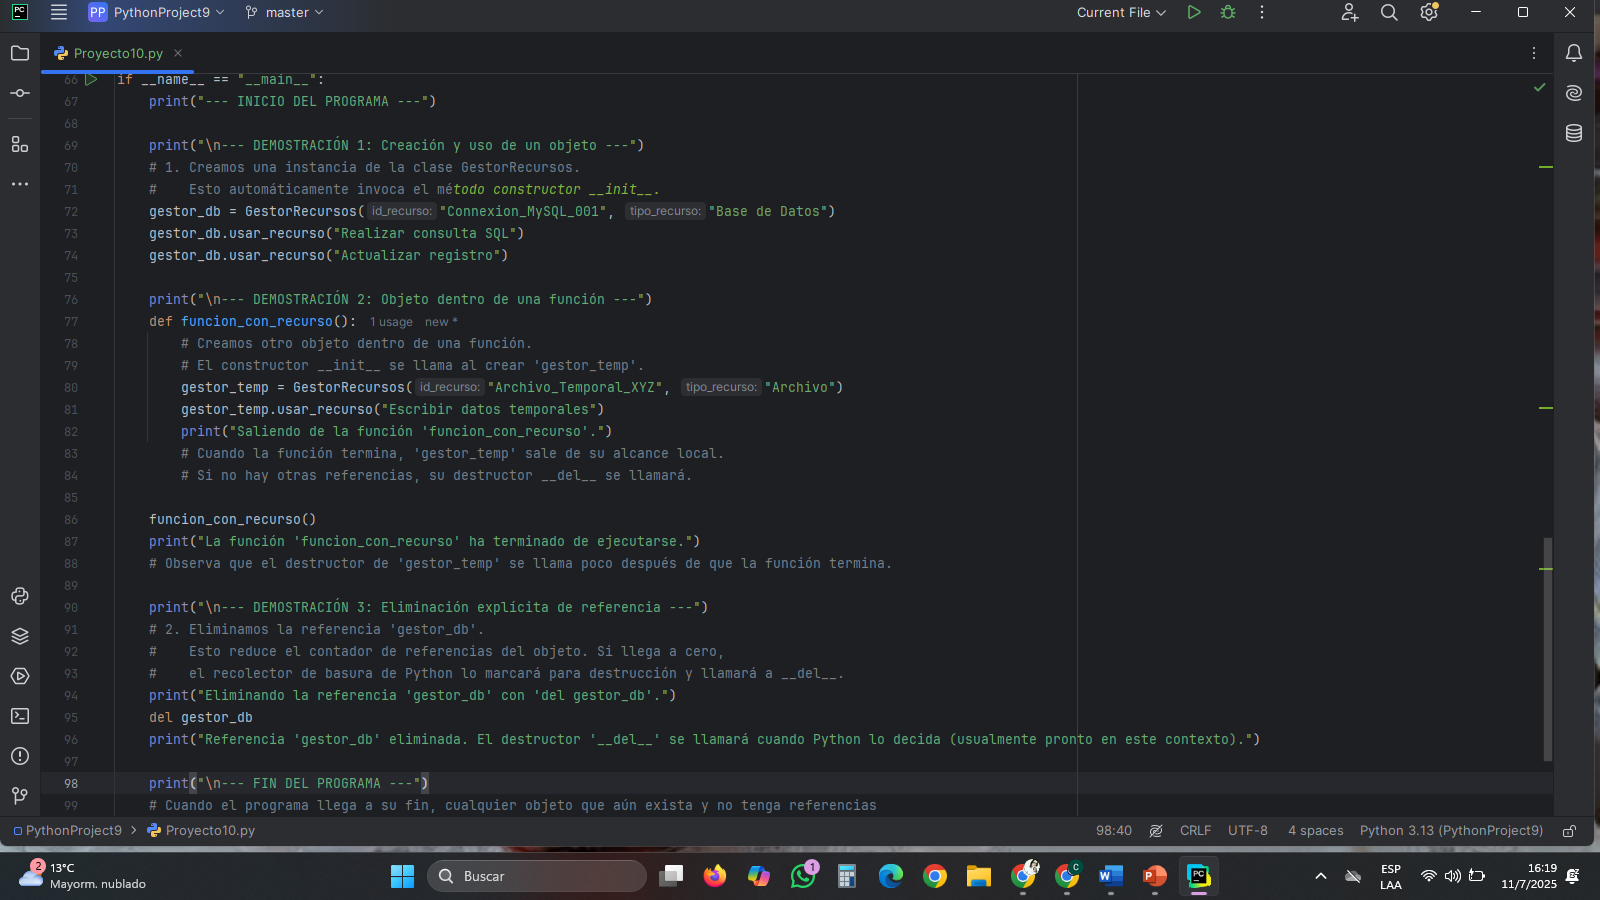 PC
PP PythonProject9
master
Current File
Proyecto10.py
66 if __name__ == "__main__":
67 print("--- INICIO DEL PROGRAMA ---")
68
69 print("\n--- DEMOSTRACIÓN 1: Creación y uso de un objeto ---")
70 # 1. Creamos una instancia de la clase GestorRecursos.
71 #    Esto automáticamente invoca el método constructor __init__.
72 gestor_db = GestorRecursos( id_recurso: "Connexion_MySQL_001", tipo_recurso: "Base de Datos")
73 gestor_db.usar_recurso("Realizar consulta SQL")
74 gestor_db.usar_recurso("Actualizar registro")
75
76 print("\n--- DEMOSTRACIÓN 2: Objeto dentro de una función ---")
77 def funcion_con_recurso(): 1 usage new *
78 # Creamos otro objeto dentro de una función.
79 # El constructor __init__ se llama al crear 'gestor_temp'.
80 gestor_temp = GestorRecursos( id_recurso: "Archivo_Temporal_XYZ", tipo_recurso: "Archivo")
81 gestor_temp.usar_recurso("Escribir datos temporales")
82 print("Saliendo de la función 'funcion_con_recurso'.")
83 # Cuando la función termina, 'gestor_temp' sale de su alcance local.
84 # Si no hay otras referencias, su destructor __del__ se llamará.
85
86 funcion_con_recurso()
87 print("La función 'funcion_con_recurso' ha terminado de ejecutarse.")
88 # Observa que el destructor de 'gestor_temp' se llama poco después de que la función termina.
89
90 print("\n--- DEMOSTRACIÓN 3: Eliminación explícita de referencia ---")
91 # 2. Eliminamos la referencia 'gestor_db'.
92 #    Esto reduce el contador de referencias del objeto. Si llega a cero,
93 #    el recolector de basura de Python lo marcará para destrucción y llamará a __del__.
94 print("Eliminando la referencia 'gestor_db' con 'del gestor_db'.")
95 del gestor_db
96 print("Referencia 'gestor_db' eliminada. El destructor '__del__' se llamará cuando Python lo decida (usualmente pronto en este contexto).")
97
98 print("\n--- FIN DEL PROGRAMA ---")
99 # Cuando el programa llega a su fin, cualquier objeto que aún exista y no tenga referencias
PythonProject9 > Proyecto10.py
98:40 CRLF UTF-8 4 spaces Python 3.13 (PythonProject9)
2
13°C
Mayorm. nublado
Buscar
1
C
W
P
PC
ESP
LAA
16:19
11/7/2025